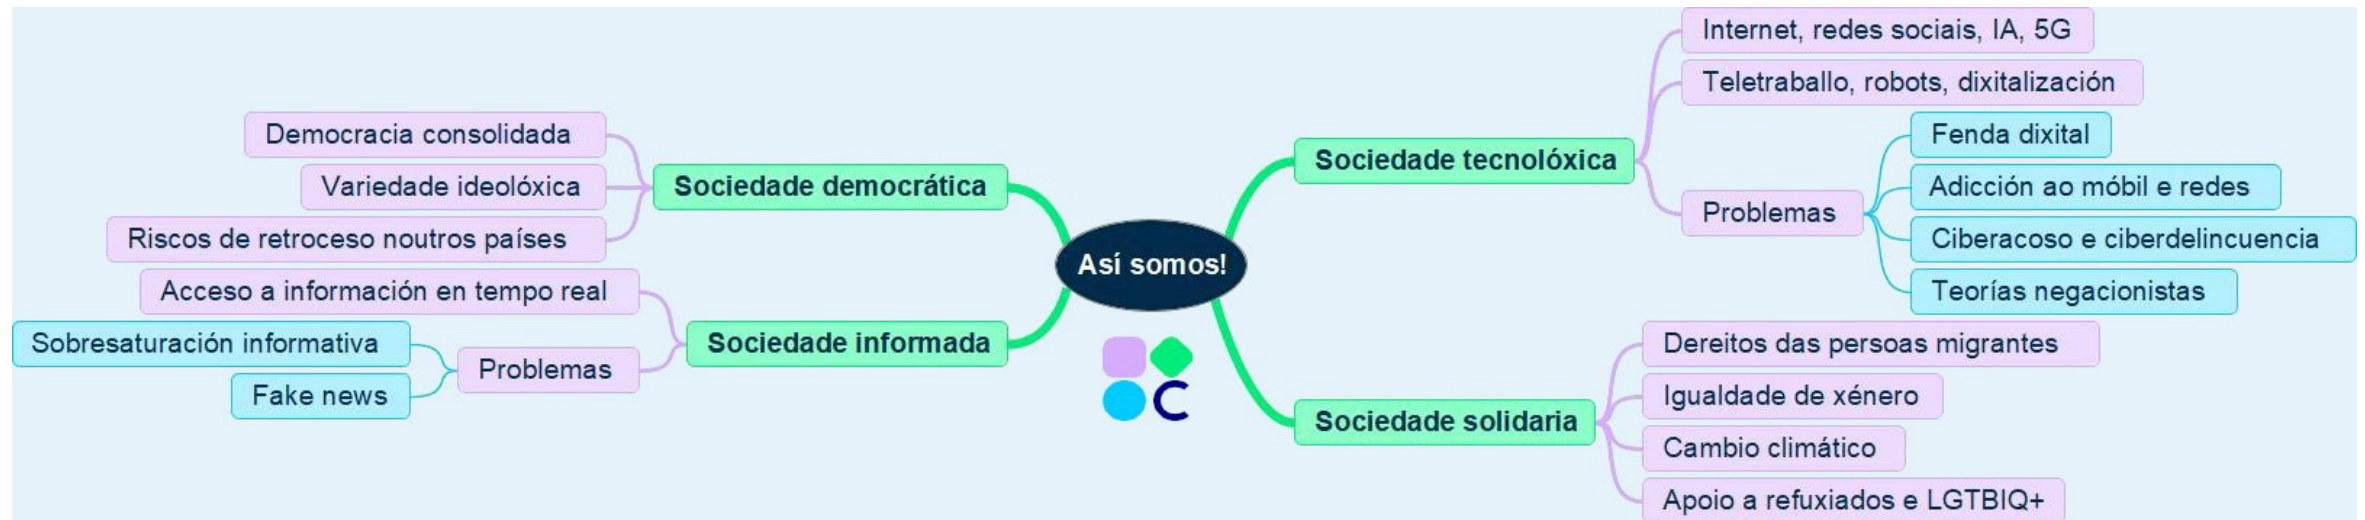 Así somos!
Sociedade tecnolóxica
Internet, redes sociais, IA, 5G
Teletraballo, robots, dixitalización
Problemas
Fenda dixital
Adicción ao móbil e redes
Ciberacoso e ciberdelincuencia
Teorías negacionistas
Sociedade solidaria
Dereitos das persoas migrantes
Igualdade de xénero
Cambio climático
Apoio a refuxiados e LGTBIQ+
Sociedade democrática
Democracia consolidada
Variedade ideolóxica
Riscos de retroceso noutros países
Sociedade informada
Acceso a información en tempo real
Problemas
Sobresaturación informativa
Fake news